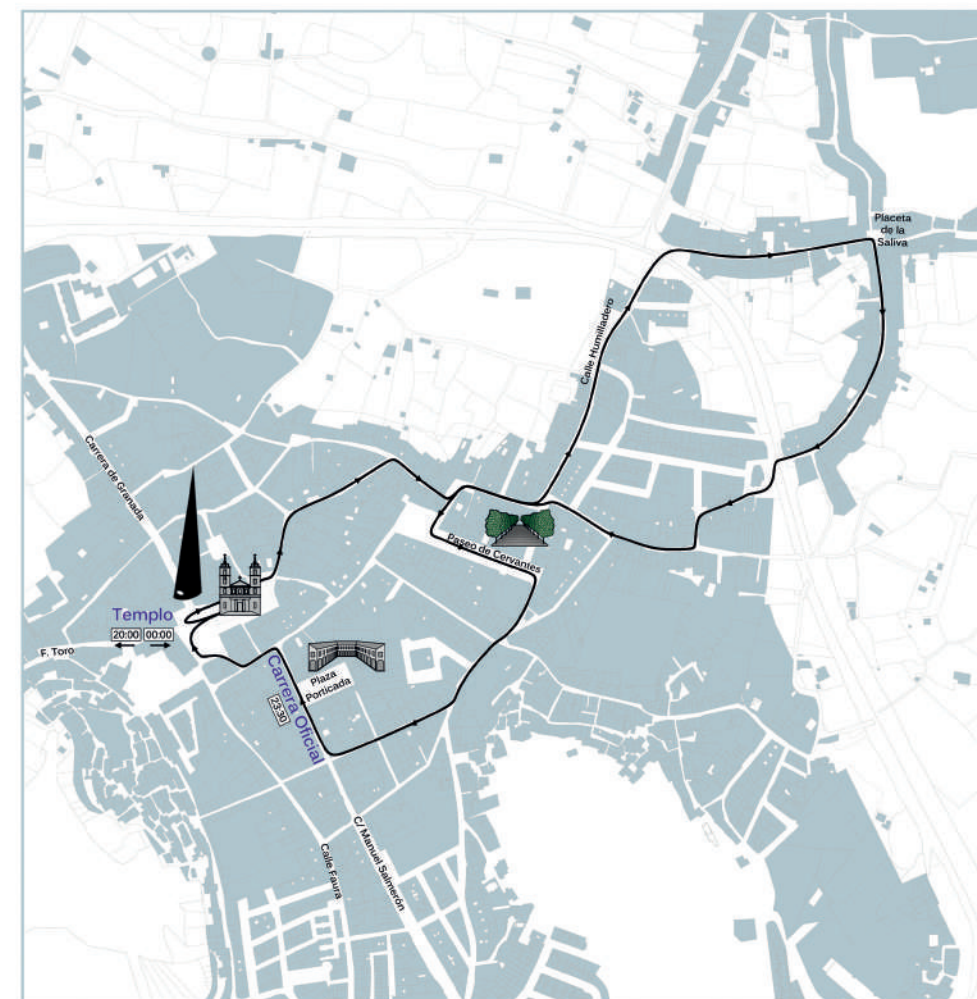 Placeta
de la
Saliva
Calle Humilladero
Carrera de Granada
Paseo de Cervantes
Templo
20:00 00:00
F. Toro
Plaza
Porticada
Carrera Oficial
23:30
C/ Manuel Salmerón
Calle Faura